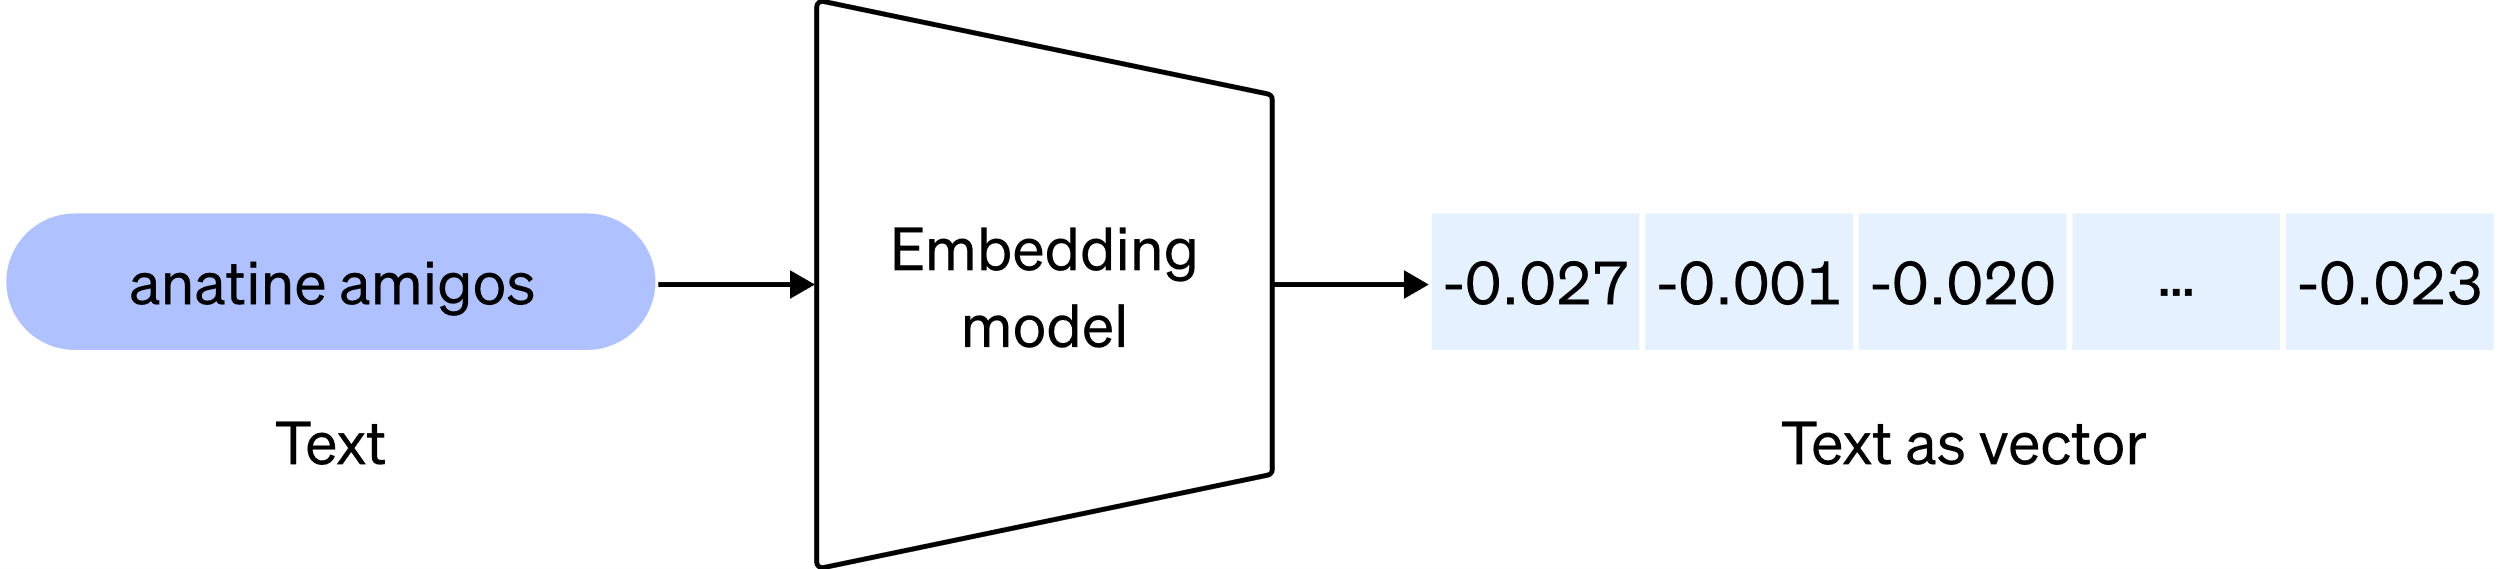 anatine amigos
Embedding
model
-0.027 -0.001 -0.020 ... -0.023
Text
Text as vector